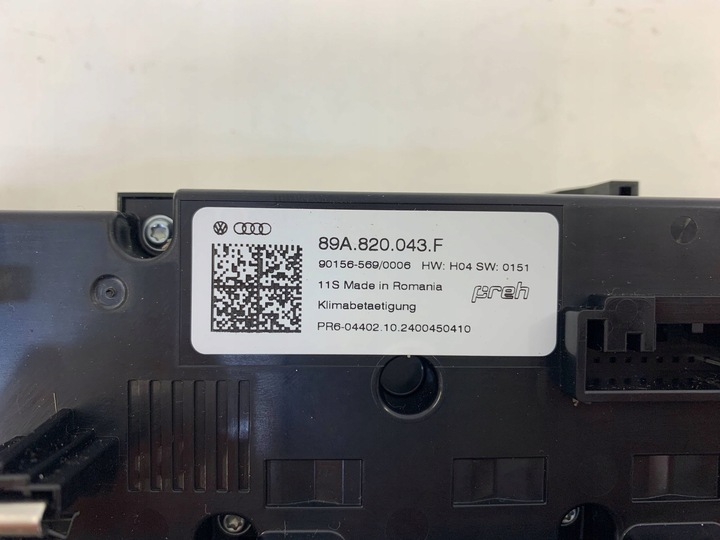 89A.820.043.F
90156-569/0006 HW: H04 SW: 0151
11S Made in Romania
preh
Klimabetaetigung
PR6-04402.10.2400450410